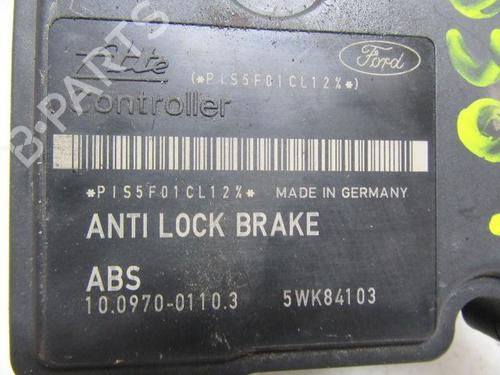 Ate
Ford
(*PIS5F01CL12%*)
Controller
*PIS5F01CL12%* MADE IN GERMANY
ANTI LOCK BRAKE
ABS
10.0970-0110.3 5WK84103
B-PARTS